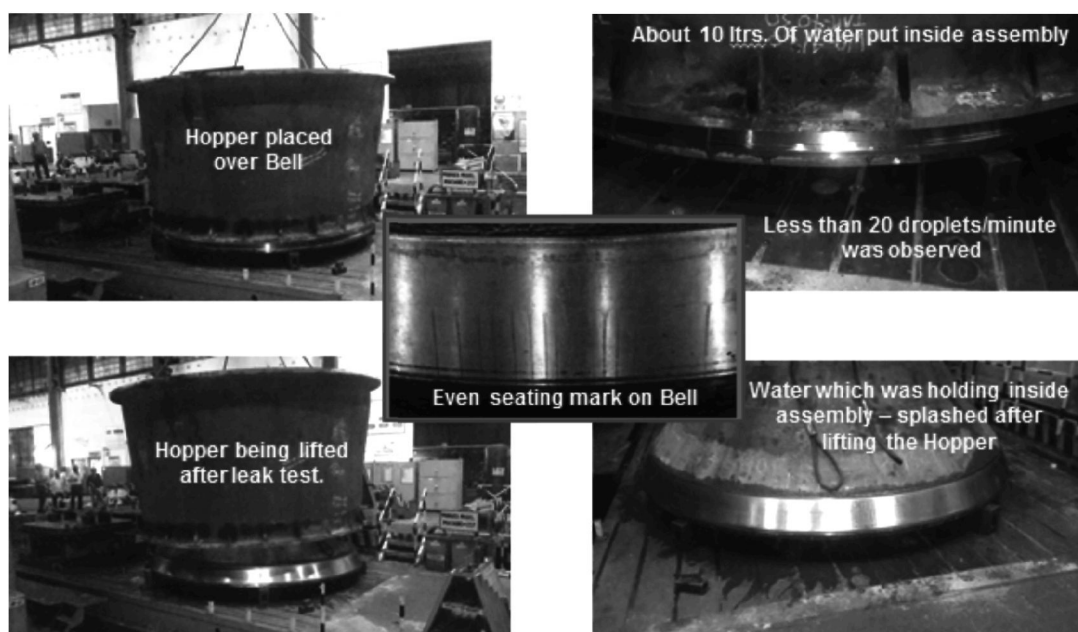 Hopper placed
over Bell
About 10 ltrs. Of water put inside assembly
Less than 20 droplets/minute
was observed
Even seating mark on Bell
Hopper being lifted
after leak test.
Water which was holding inside
assembly – splashed after
lifting the Hopper